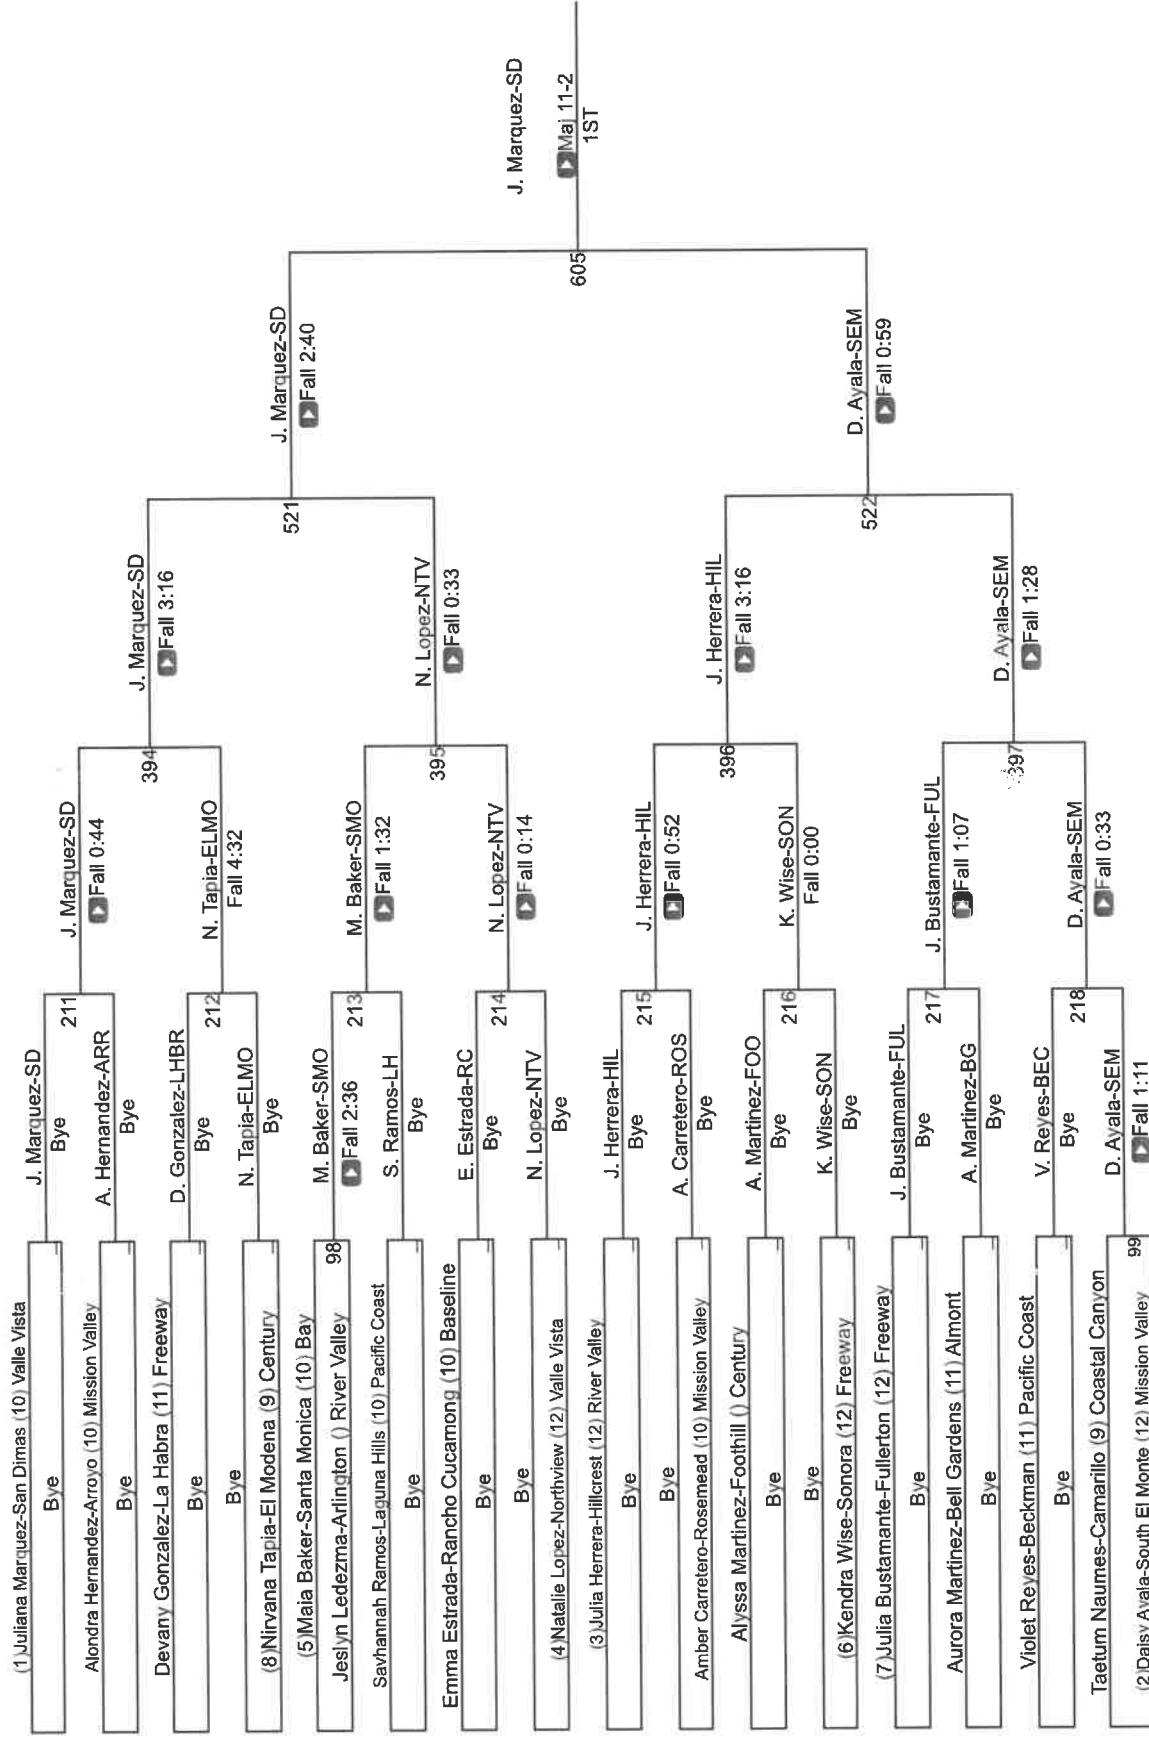 (1)Juliana Marquez-San Dimas (10) Valle Vista
Bye
Alondra Hernandez-Arroyo (10) Mission Valley
Bye
Devany Gonzalez-La Habra (11) Freeway
Bye
Bye
(8)Nirvana Tapia-El Modena (9) Century
(5)Maia Baker-Santa Monica (10) Bay
98
Jeslyn Ledezma-Arlington () River Valley
Savhannah Ramos-Laguna Hills (10) Pacific Coast
Bye
Emma Estrada-Rancho Cucamong (10) Baseline
Bye
Bye
(4)Natalie Lopez-Northview (12) Valle Vista
(3)Julia Herrera-Hillcrest (12) River Valley
Bye
Bye
Amber Carretero-Rosemead (10) Mission Valley
Alyssa Martinez-Foothill () Century
Bye
Bye
(6)Kendra Wise-Sonora (12) Freeway
(7)Julia Bustamante-Fullerton (12) Freeway
Bye
Aurora Martinez-Bell Gardens (11) Almont
Bye
Violet Reyes-Beckman (11) Pacific Coast
Bye
Taetum Naumes-Camarillo (9) Coastal Canyon
99
(2)Daisy Ayala-South El Monte (12) Mission Valley
J. Marquez-SD
Bye
211
A. Hernandez-ARR
Bye
D. Gonzalez-LHBR
Bye
212
N. Tapia-ELMO
Bye
M. Baker-SMO
Fall 2:36
213
S. Ramos-LH
Bye
E. Estrada-RC
Bye
214
N. Lopez-NTV
Bye
J. Herrera-HIL
Bye
215
A. Carretero-ROS
Bye
A. Martinez-FOO
Bye
216
K. Wise-SON
Bye
J. Bustamante-FUL
Bye
217
A. Martinez-BG
Bye
V. Reyes-BEC
Bye
218
D. Ayala-SEM
Fall 1:11
J. Marquez-SD
Fall 0:44
394
N. Tapia-ELMO
Fall 4:32
M. Baker-SMO
Fall 1:32
395
N. Lopez-NTV
Fall 0:14
J. Herrera-HIL
Fall 0:52
396
K. Wise-SON
Fall 0:00
J. Bustamante-FUL
Fall 1:07
397
D. Ayala-SEM
Fall 0:33
J. Marquez-SD
Fall 3:16
521
N. Lopez-NTV
Fall 0:33
J. Herrera-HIL
Fall 3:16
522
D. Ayala-SEM
Fall 1:28
J. Marquez-SD
Fall 2:40
605
D. Ayala-SEM
Fall 0:59
J. Marquez-SD
Maj 11-2
1ST